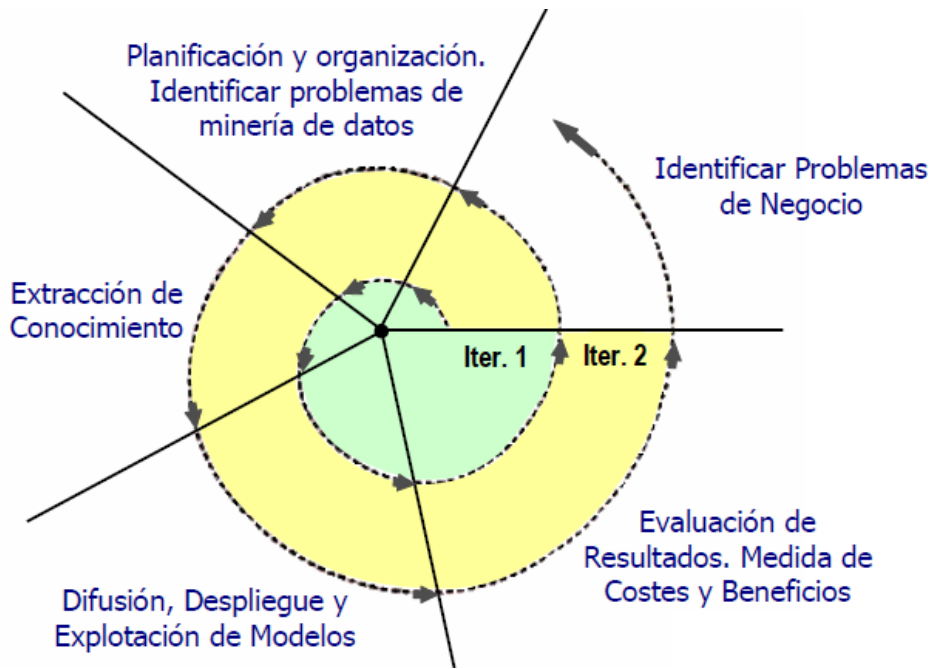 Planificación y organización.
Identificar problemas de
minería de datos
Identificar Problemas
de Negocio
Extracción de
Conocimiento
Iter. 1
Iter. 2
Evaluación de
Resultados. Medida de
Costes y Beneficios
Difusión, Despliegue y
Explotación de Modelos